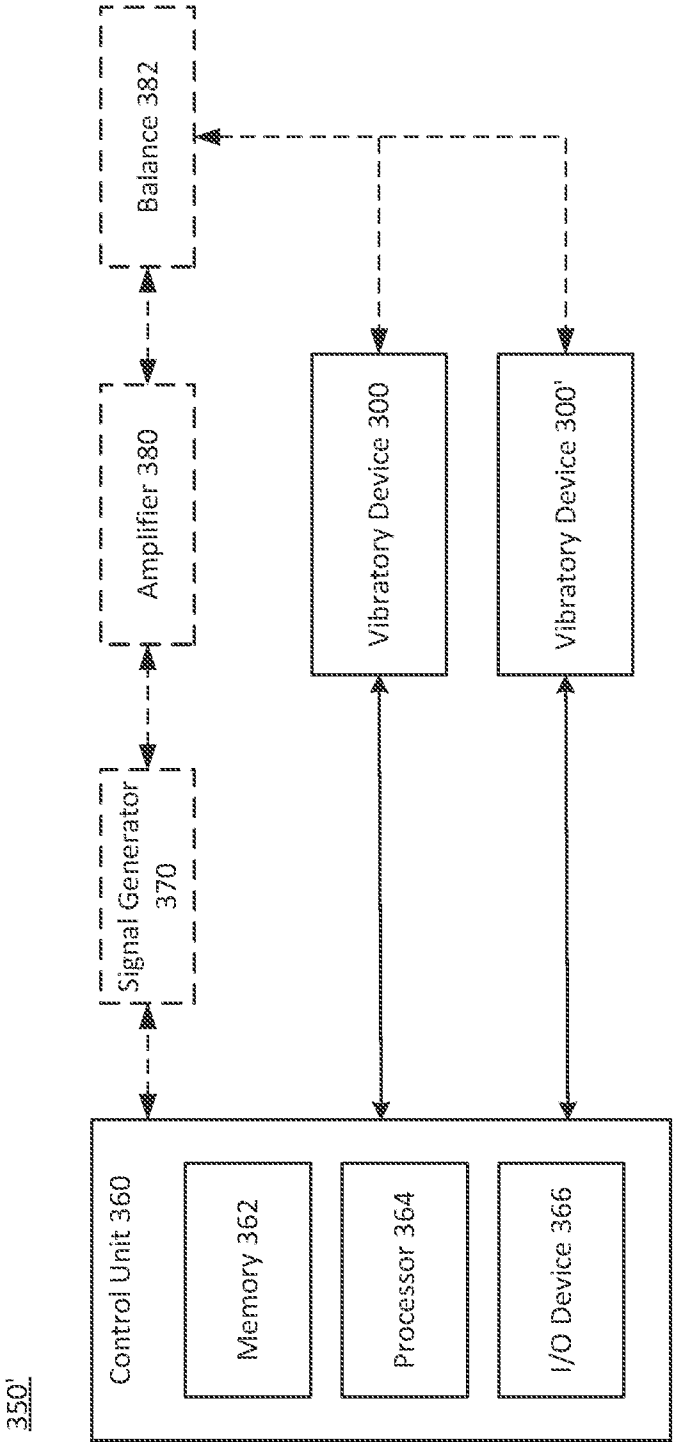 350'
Control Unit 360
Memory 362
Processor 364
I/O Device 366
Signal Generator
370
Amplifier 380
Balance 382
Vibratory Device 300
Vibratory Device 300'